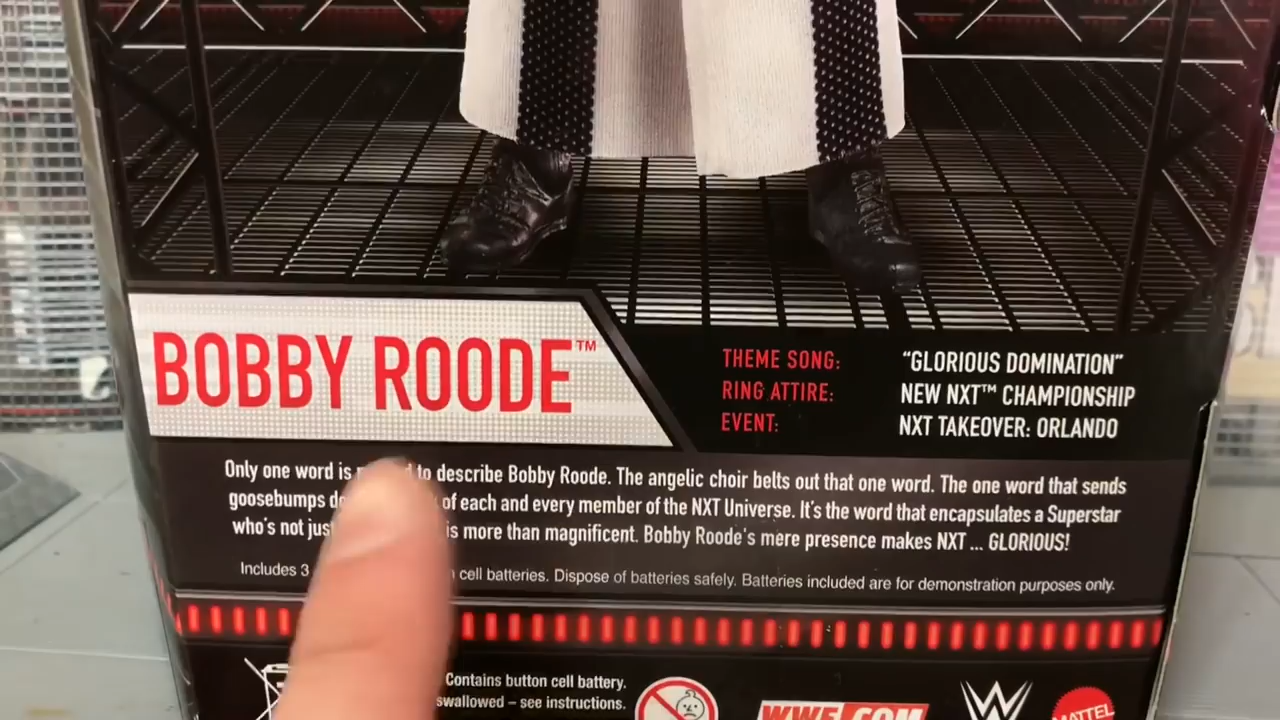 BOBBY ROODE™
THEME SONG: "GLORIOUS DOMINATION"
RING ATTIRE: NEW NXT™ CHAMPIONSHIP
EVENT: NXT TAKEOVER: ORLANDO
Only one word is to describe Bobby Roode. The angelic choir belts out that one word. The one word that sends
goosebumps of each and every member of the NXT Universe. It's the word that encapsulates a Superstar
who's not is more than magnificent. Bobby Roode's mere presence makes NXT ... GLORIOUS!
Includes 3 cell batteries. Dispose of batteries safely. Batteries included are for demonstration purposes only.
Contains button cell battery.
swallowed – see instructions.
WWE.COM
W
MATTEL